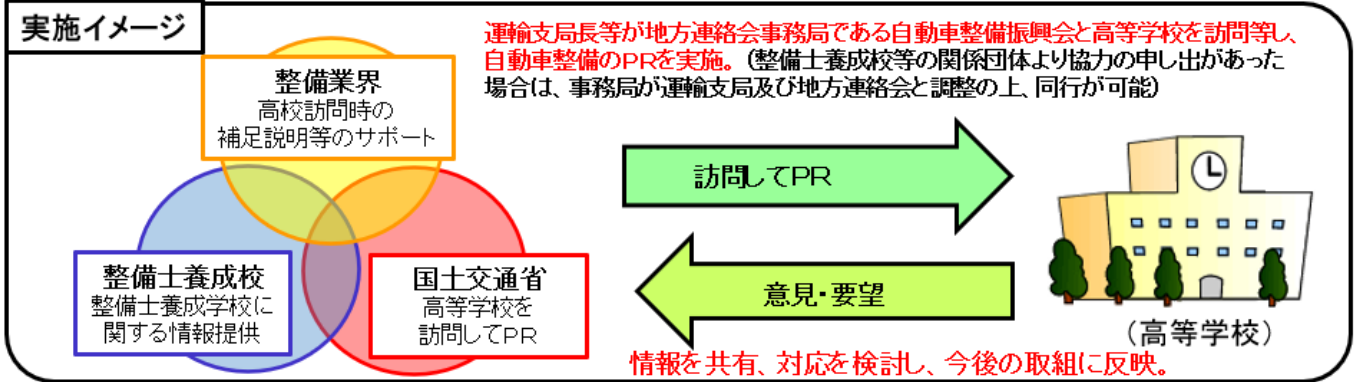 実施イメージ
運輸支局長等が地方連絡会事務局である自動車整備振興会と高等学校を訪問等し、
自動車整備のPRを実施。（整備士養成校等の関係団体より協力の申し出があった
場合は、事務局が運輸支局及び地方連絡会と調整の上、同行が可能）
整備業界
高校訪問時の
補足説明等のサポート
整備士養成校
整備士養成学校に
関する情報提供
国土交通省
高等学校を
訪問してPR
訪問してPR
意見・要望
（高等学校）
情報を共有、対応を検討し、今後の取組に反映。